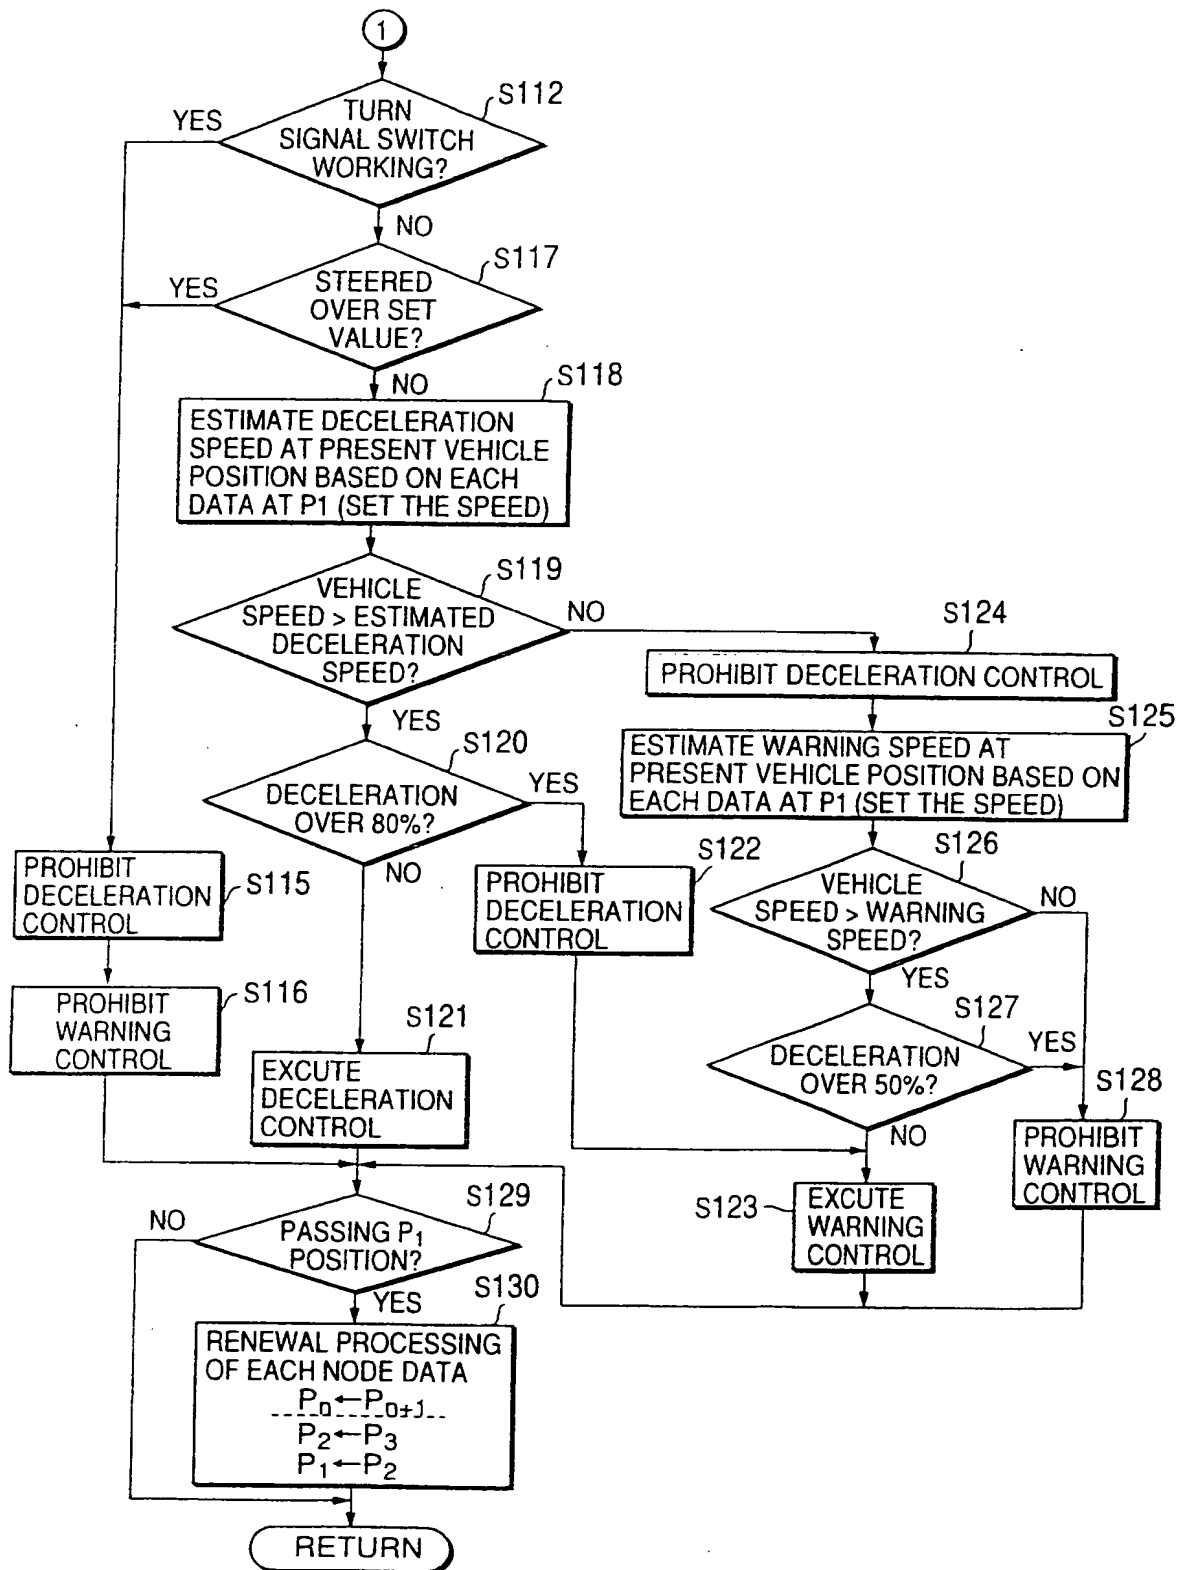 1
S112
TURN
SIGNAL SWITCH
WORKING?
YES
NO
S117
STEERED
OVER SET
VALUE?
YES
NO
S118
ESTIMATE DECELERATION
SPEED AT PRESENT VEHICLE
POSITION BASED ON EACH
DATA AT P1 (SET THE SPEED)
S119
VEHICLE
SPEED > ESTIMATED
DECELERATION
SPEED?
NO
YES
S124
PROHIBIT DECELERATION CONTROL
S125
ESTIMATE WARNING SPEED AT
PRESENT VEHICLE POSITION BASED ON
EACH DATA AT P1 (SET THE SPEED)
S120
DECELERATION
OVER 80%?
YES
NO
S115
PROHIBIT
DECELERATION
CONTROL
S122
PROHIBIT
DECELERATION
CONTROL
S126
VEHICLE
SPEED > WARNING
SPEED?
NO
YES
S116
PROHIBIT
WARNING
CONTROL
S121
EXCUTE
DECELERATION
CONTROL
S127
DECELERATION
OVER 50%?
YES
NO
S128
PROHIBIT
WARNING
CONTROL
S123
EXCUTE
WARNING
CONTROL
S129
PASSING P1
POSITION?
NO
YES
S130
RENEWAL PROCESSING
OF EACH NODE DATA
Pn←Pn+1
P2←P3
P1←P2
RETURN